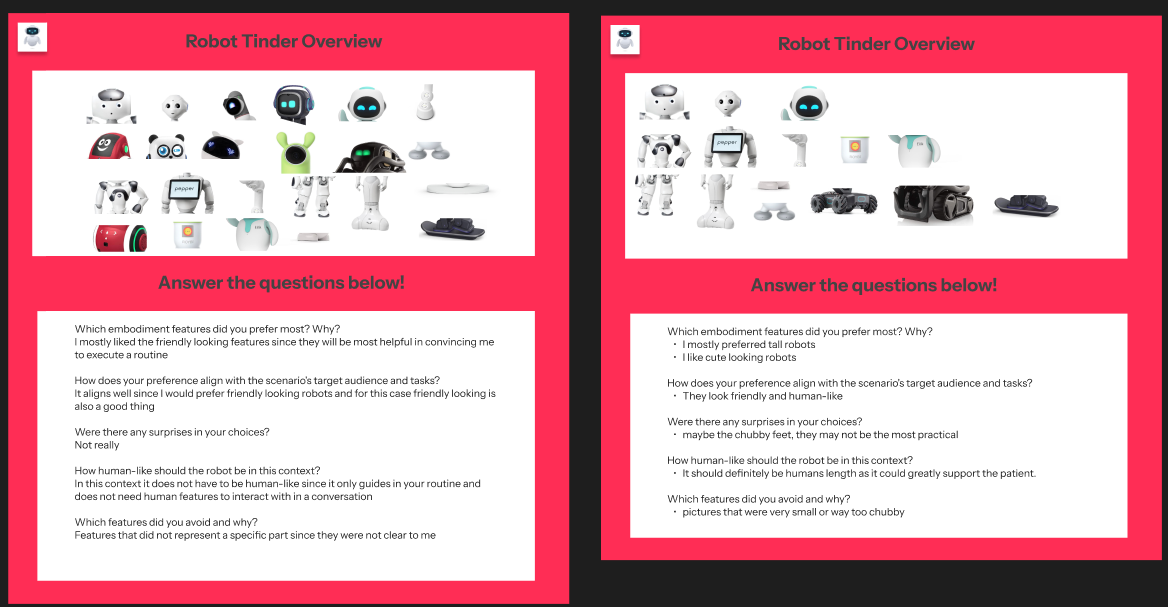 Robot Tinder Overview
pepper
Answer the questions below!
Which embodiment features did you prefer most? Why?
I mostly liked the friendly looking features since they will be most helpful in convincing me
to execute a routine
How does your preference align with the scenario's target audience and tasks?
It aligns well since I would prefer friendly looking robots and for this case friendly looking is
also a good thing
Were there any surprises in your choices?
Not really
How human-like should the robot be in this context?
In this context it does not have to be human-like since it only guides in your routine and
does not need human features to interact with in a conversation
Which features did you avoid and why?
Features that did not represent a specific part since they were not clear to me
Robot Tinder Overview
pepper
Answer the questions below!
Which embodiment features did you prefer most? Why?
• I mostly preferred tall robots
• I like cute looking robots
How does your preference align with the scenario's target audience and tasks?
• They look friendly and human-like
Were there any surprises in your choices?
• maybe the chubby feet, they may not be the most practical
How human-like should the robot be in this context?
• It should definitely be humans length as it could greatly support the patient.
Which features did you avoid and why?
• pictures that were very small or way too chubby